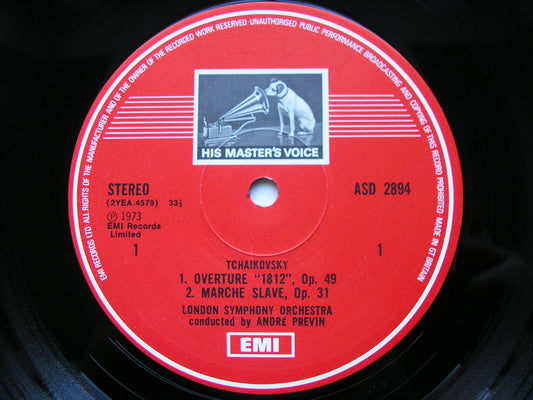 EMI RECORDS LTD·ALL RIGHTS OF THE MANUFACTURER AND OF THE OWNER OF THE RECORDED WORK RESERVED·UNAUTHORISED PUBLIC PERFORMANCE BROADCASTING AND COPYING OF THIS RECORD PROHIBITED·MADE IN GT BRITAIN
HIS MASTER'S VOICE
STEREO
(2YEA.4579) 33⅓
℗ 1973
EMI Records
Limited
1
ASD 2894
1
TCHAIKOVSKY
1. OVERTURE "1812", Op. 49
2. MARCHE SLAVE, Op. 31
LONDON SYMPHONY ORCHESTRA
conducted by ANDRÉ PREVIN
EMI